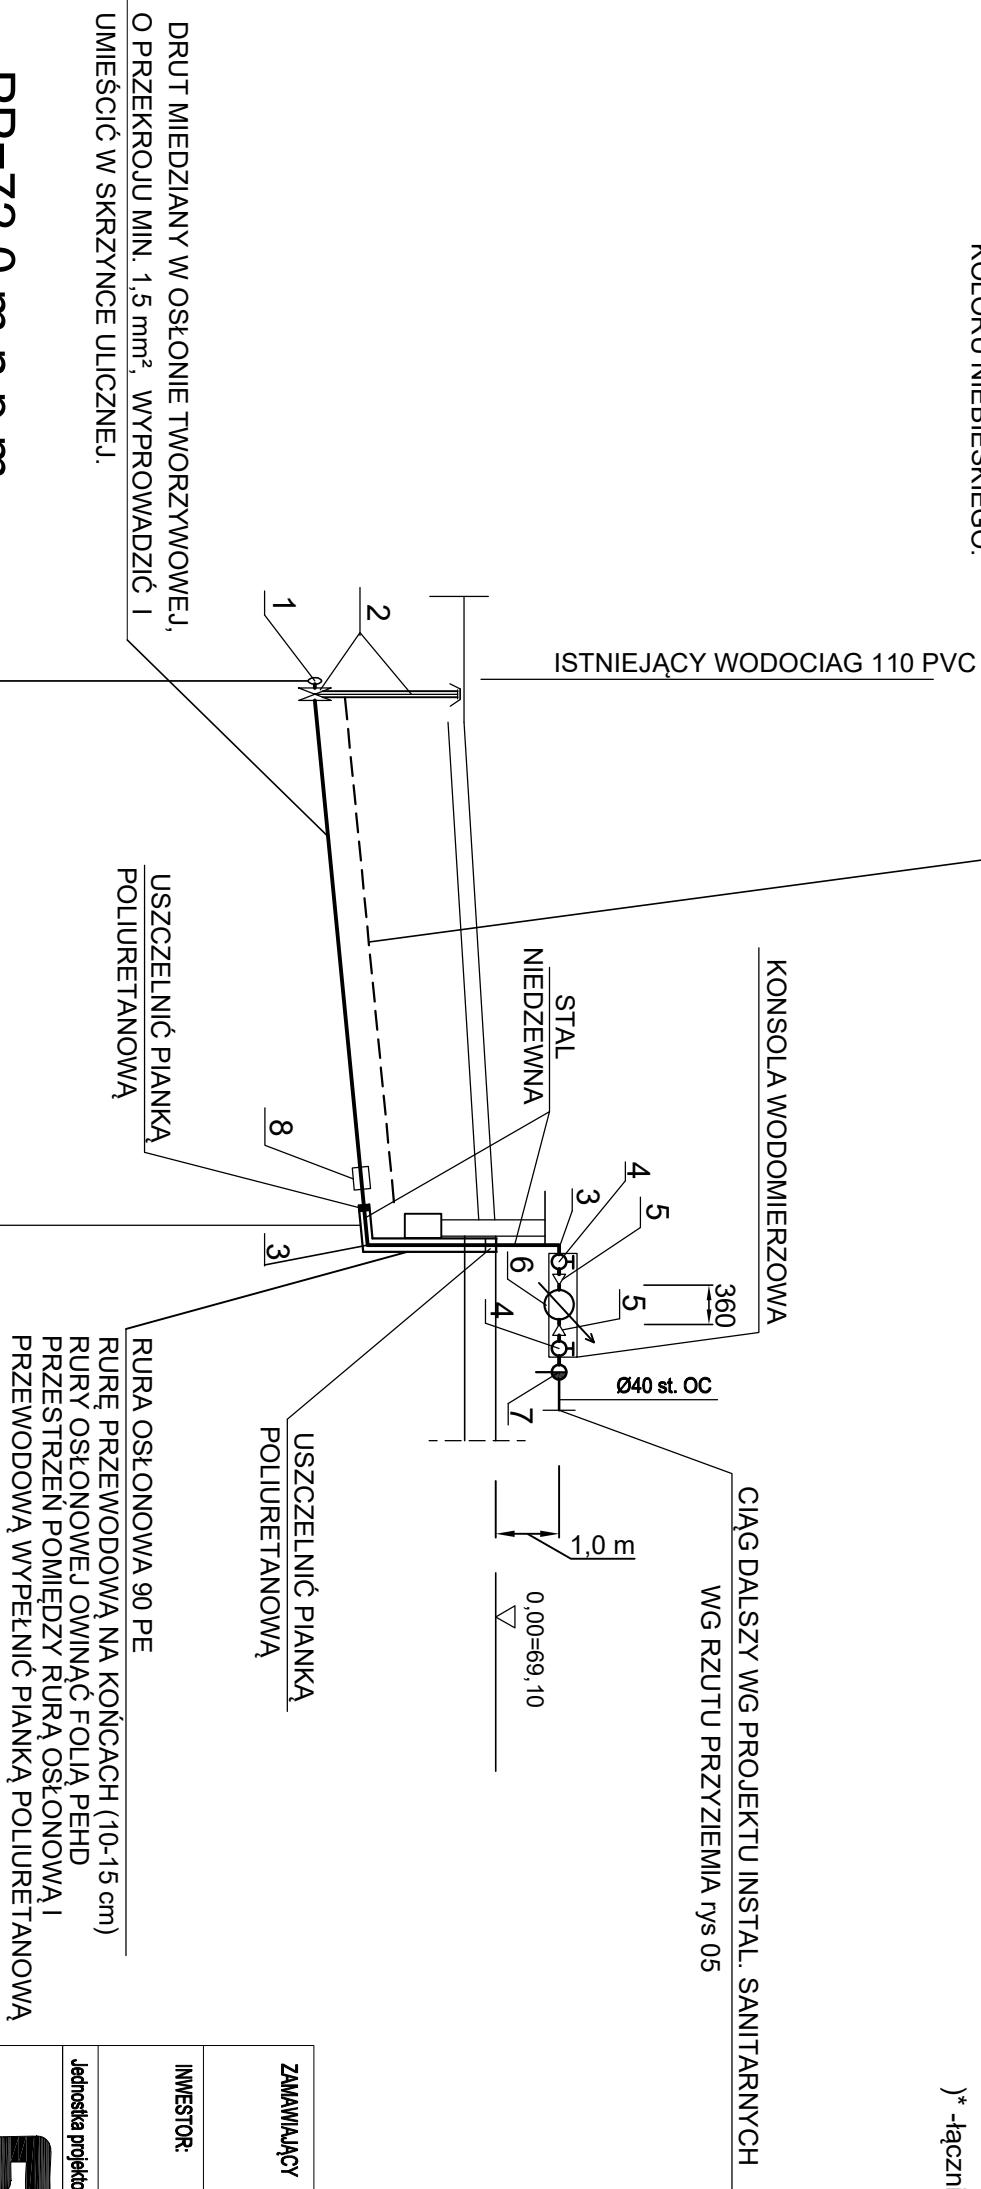 KOLORU NIEBIESKIEGO.
)* -łączni
ISTNIEJĄCY WODOCIAG 110 PVC
KONSOLA WODOMIERZOWA
CIĄG DALSZY WG PROJEKTU INSTAL. SANITARNYCH
WG RZUTU PRZYZIEMIA rys 05
STAL
NIEDZEWNA
360
Ø40 st. OC
4
5
3
6
4
5
7
1,0 m
0,00=69,10
2
1
8
3
USZCZELNIĆ PIANKĄ
POLIURETANOWĄ
USZCZELNIĆ PIANKĄ
POLIURETANOWĄ
DRUT MIEDZIANY W OSŁONIE TWORZYWOWEJ,
O PRZEKROJU MIN. 1,5 mm², WYPROWADZIĆ I
UMIEŚCIĆ W SKRZYNCE ULICZNEJ.
RURA OSŁONOWA 90 PE
RURĘ PRZEWODOWĄ NA KOŃCACH (10-15 cm)
RURY OSŁONOWEJ OWINĄĆ FOLIĄ PEHD
PRZESTRZEŃ POMIĘDZY RURĄ OSŁONOWĄ I
PRZEWODOWĄ WYPEŁNIĆ PIANKĄ POLIURETANOWĄ
ZAMAWIAJĄCY
INWESTOR:
Jednostka projekto